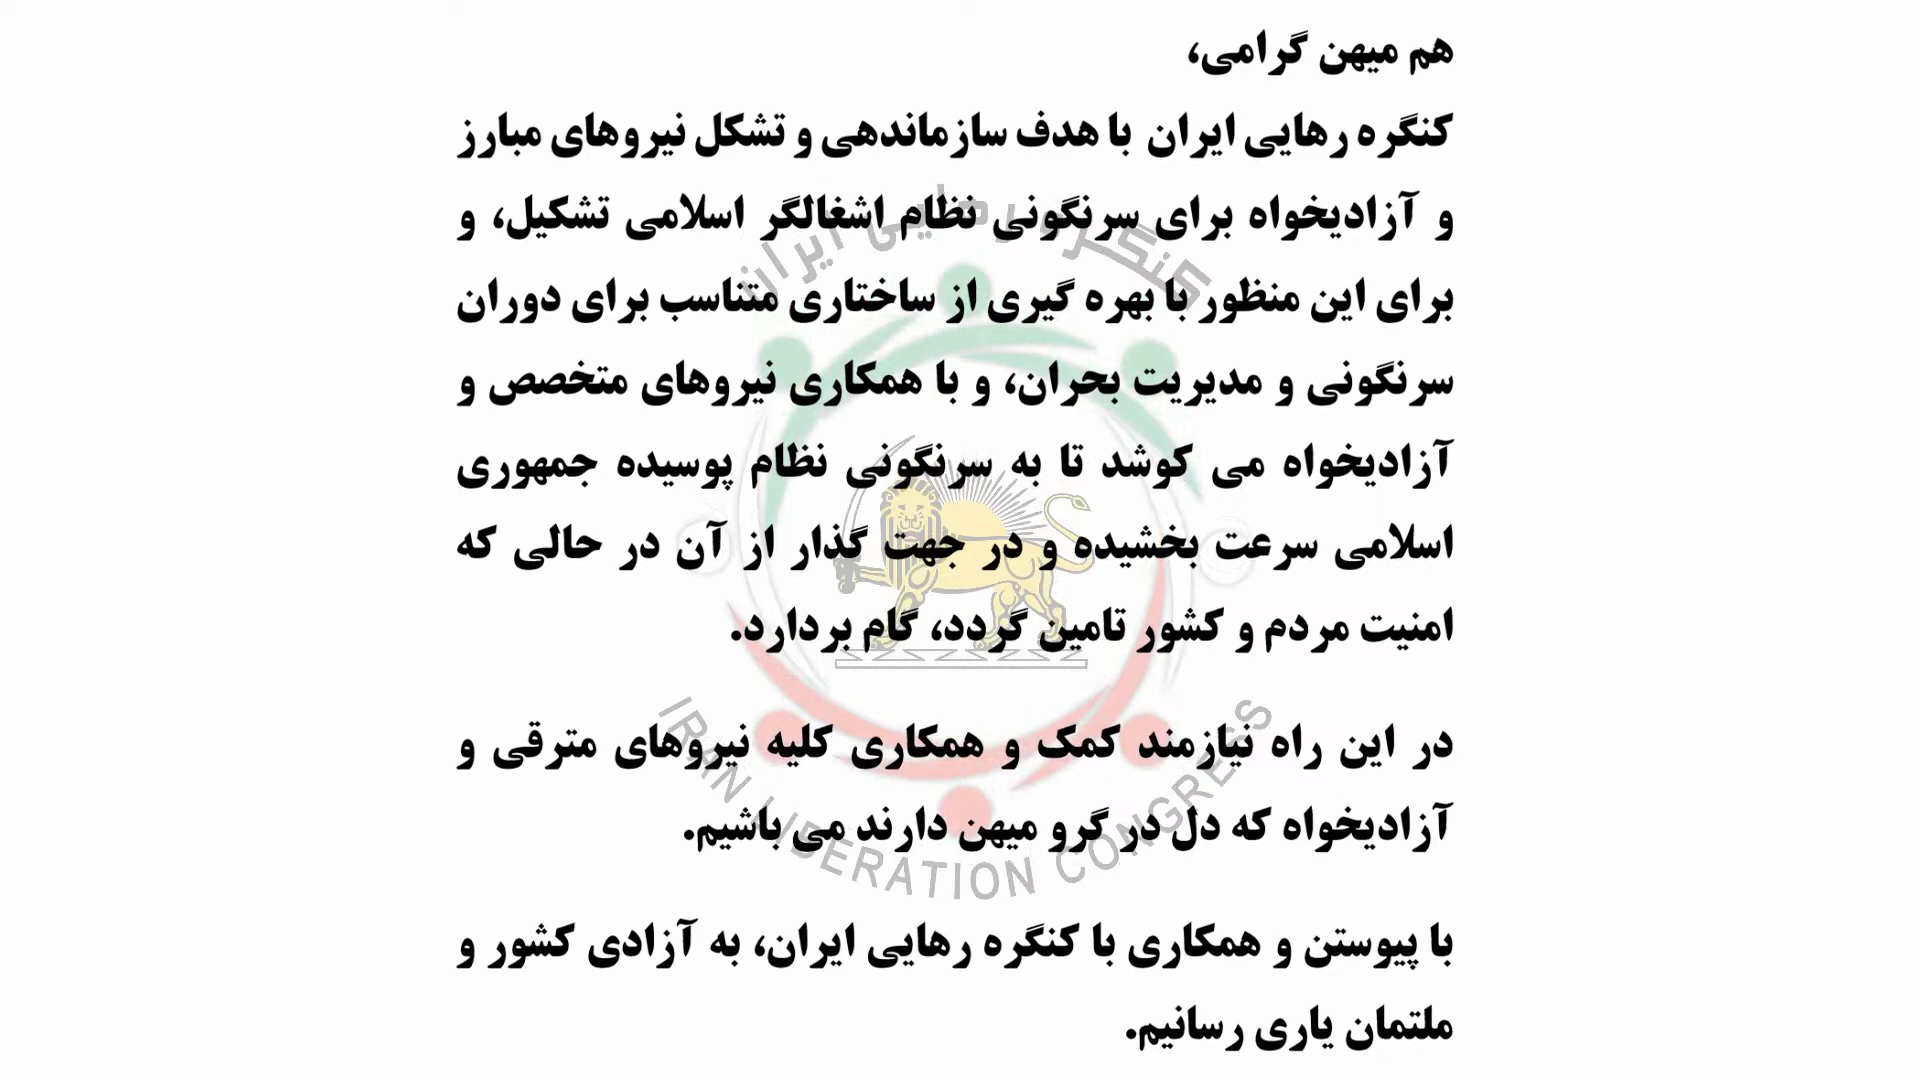 هم میهن گرامی،
کنگره رهایی ایران با هدف سازماندهی و تشکل نیروهای مبارز
و آزادیخواه برای سرنگونی نظام اشغالگر اسلامی تشکیل، و
برای این منظور با بهره گیری از ساختاری متناسب برای دوران
سرنگونی و مدیریت بحران، و با همکاری نیروهای متخصص و
آزادیخواه می کوشد تا به سرنگونی نظام پوسیده جمهوری
اسلامی سرعت بخشیده و در جهت گذار از آن در حالی که
امنیت مردم و کشور تامین گردد، گام بردارد.
در این راه نیازمند کمک و همکاری کلیه نیروهای مترقی و
آزادیخواه که دل در گرو میهن دارند می باشیم.
با پیوستن و همکاری با کنگره رهایی ایران، به آزادی کشور و
ملتمان یاری رسانیم.
کنگره رهایی ایران
IRAN LIBERATION CONGRESS